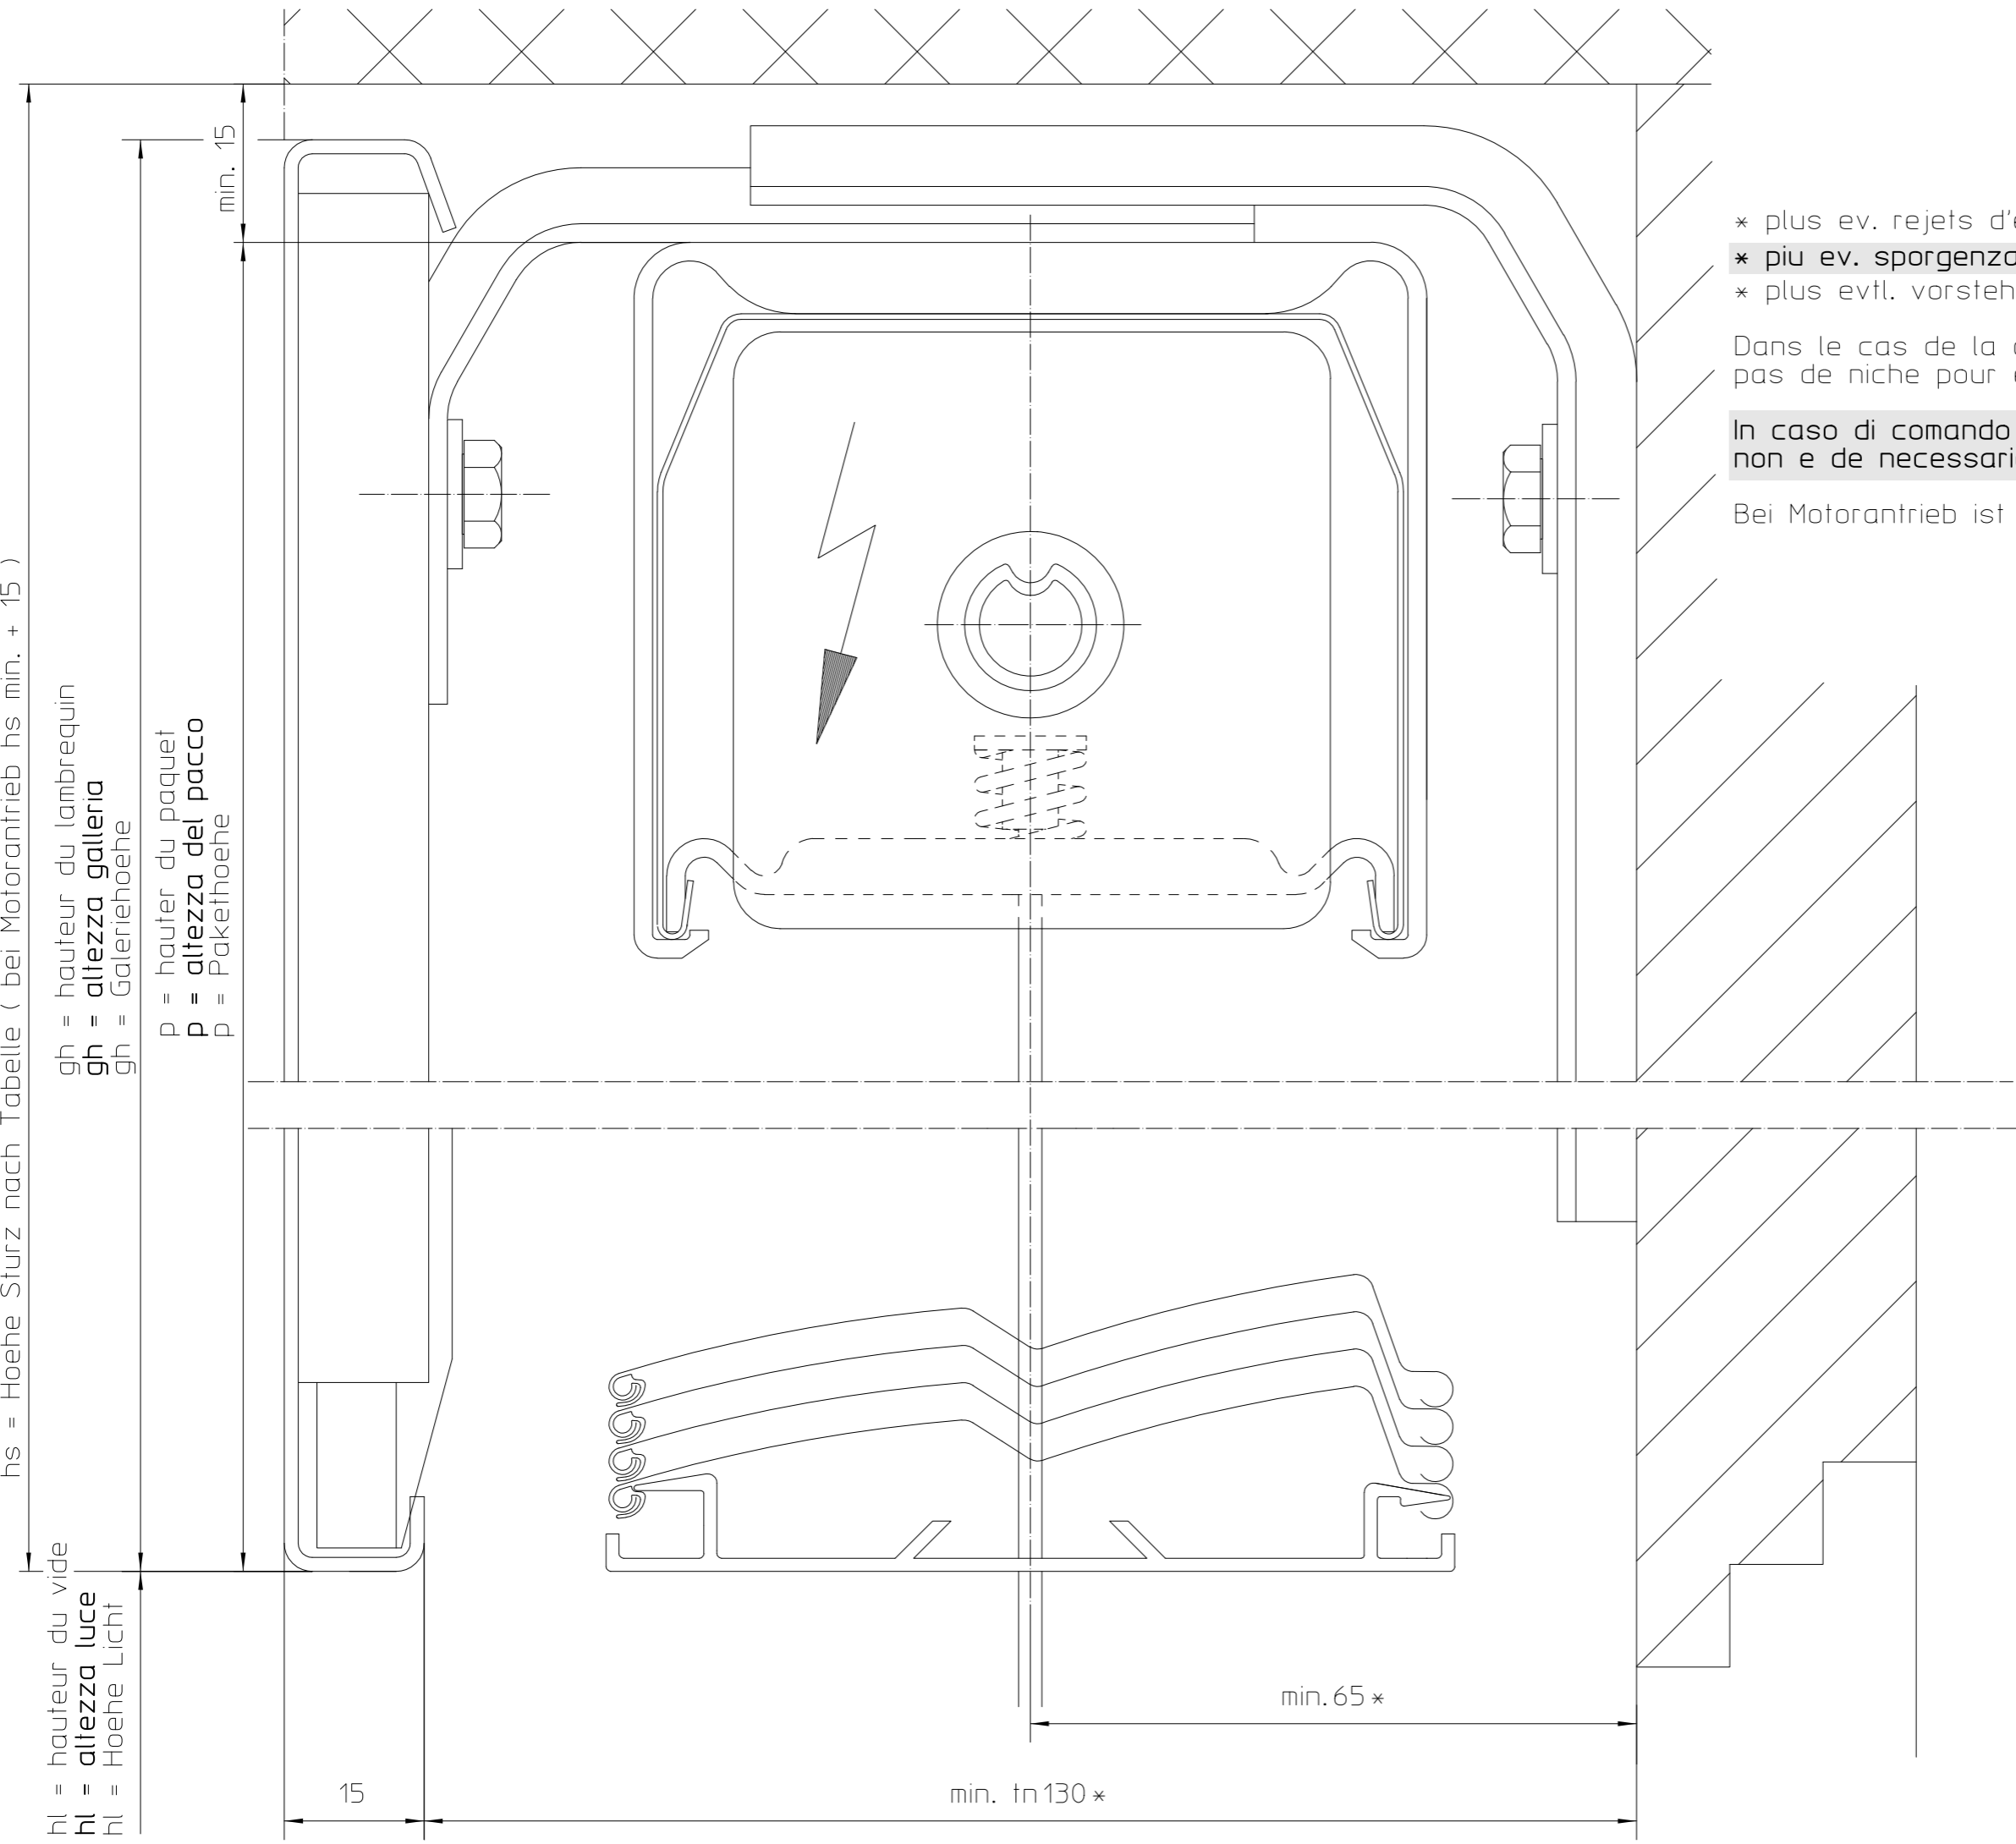 min. 15
* plus ev. rejets d'é
* piu ev. sporgenza
* plus evtl. vorsteh
Dans le cas de la
pas de niche pour
In caso di comando
non e de necessari
Bei Motorantrieb ist
hs = Hoehe Sturz nach Tabelle ( bei Motorantrieb hs min. + 15 )
gh = hauteur du lambrequin
gh = altezza galleria
gh = Galeriehoehe
p = hauter du paquet
p = altezza del pacco
p = Pakethoehe
hl = hauteur du vide
hl = altezza luce
hl = Hoehe Licht
min.65 *
15
min. tn130 *